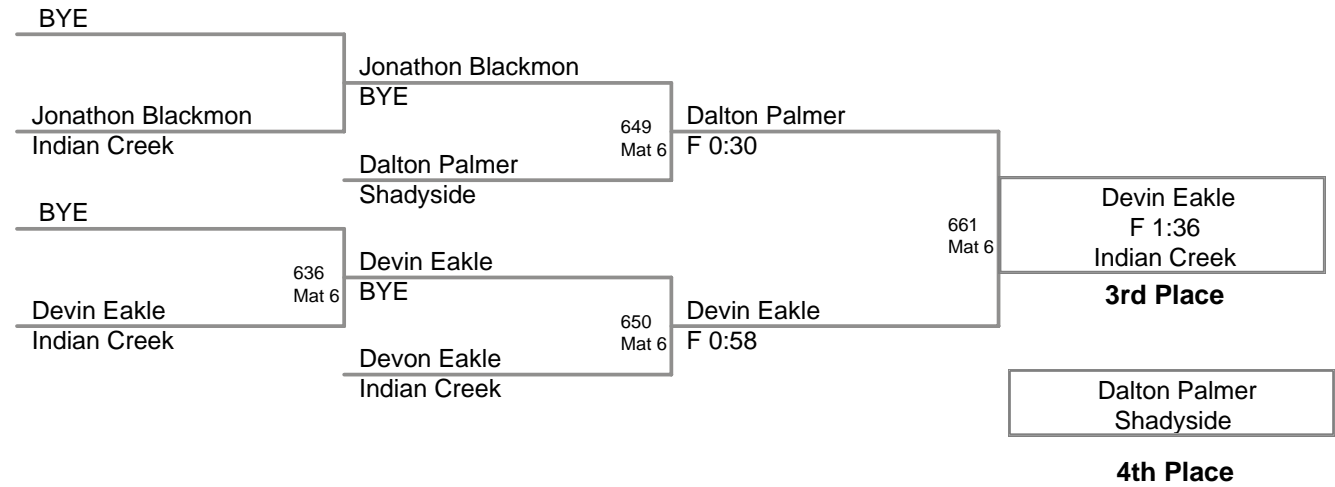 BYE
Jonathon Blackmon
Indian Creek
Jonathon Blackmon
BYE
649
Mat 6
Dalton Palmer
Shadyside
Dalton Palmer
F 0:30
BYE
636
Mat 6
Devin Eakle
Indian Creek
Devin Eakle
BYE
650
Mat 6
Devon Eakle
Indian Creek
Devin Eakle
F 0:58
661
Mat 6
Devin Eakle
F 1:36
Indian Creek
3rd Place
Dalton Palmer
Shadyside
4th Place